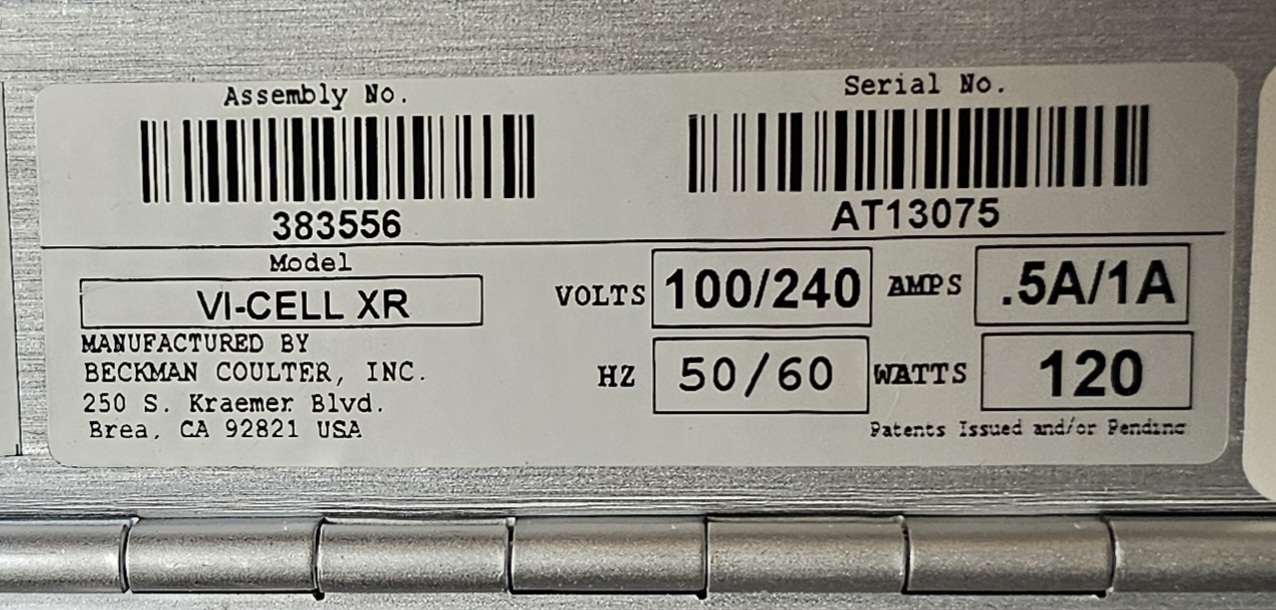 Assembly No.
Serial No.
383556
AT13075
Model
VI-CELL XR
MANUFACTURED BY
BECKMAN COULTER, INC.
250 S. Kraemer Blvd.
Brea, CA 92821 USA
VOLTS 100/240 AMPS .5A/1A
HZ 50/60 WATTS 120
Patents Issued and/or Pending